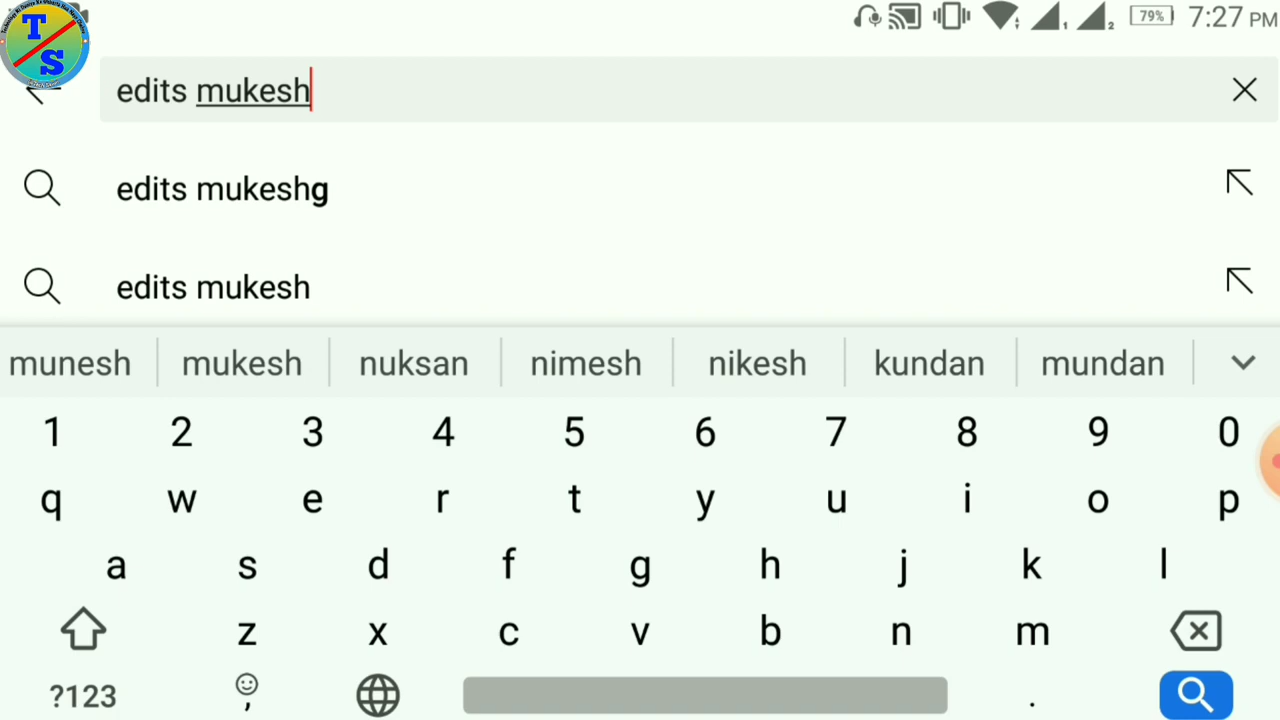 79% 7:27 PM
T
S
edits mukesh
edits mukeshg
edits mukesh
munesh mukesh nuksan nimesh nikesh kundan mundan
1 2 3 4 5 6 7 8 9 0
q w e r t y u i o p
a s d f g h j k l
z x c v b n m
?123 , .